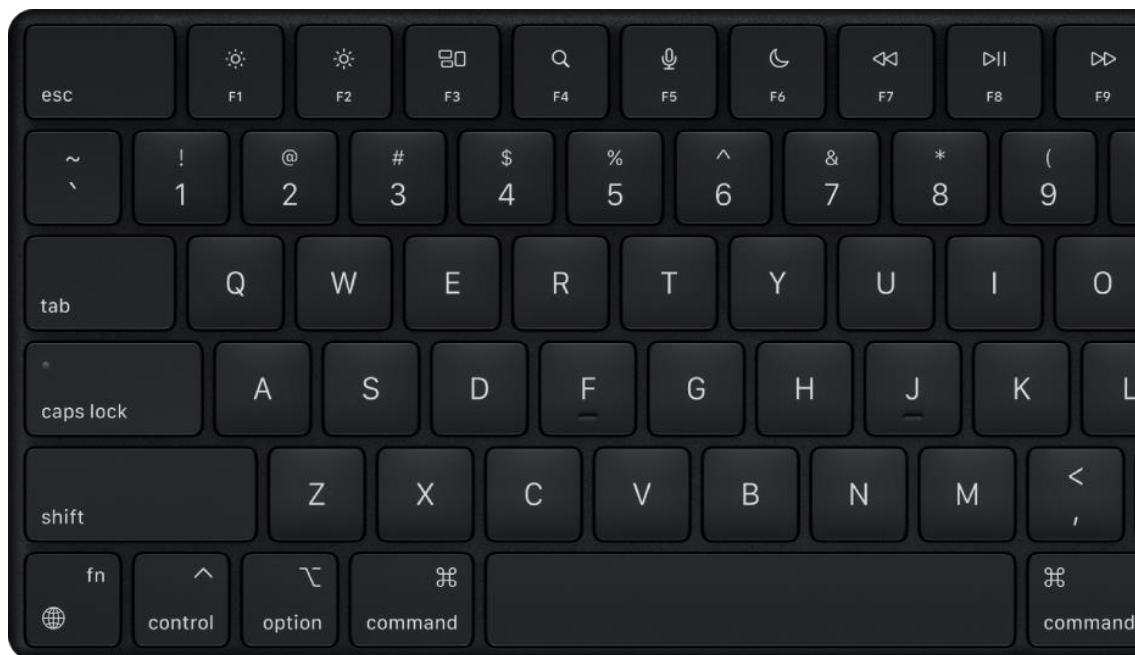 esc F1 F2 F3 F4 F5 F6 F7 F8 F9
~ ! @ # $ % ^ & * (
` 1 2 3 4 5 6 7 8 9
tab Q W E R T Y U I O
caps lock A S D F G H J K L
shift Z X C V B N M < ,
fn ^ ⌥ ⌘ ⌘
control option command command